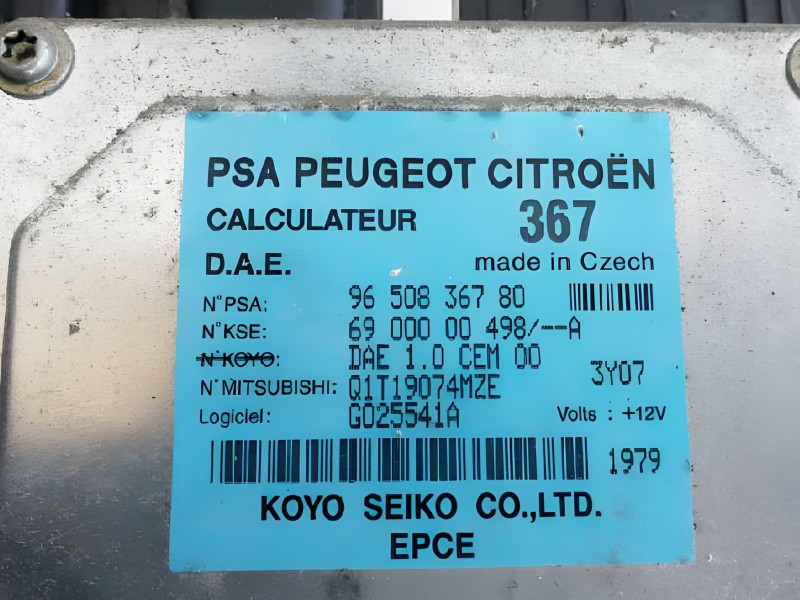 PSA PEUGEOT CITROËN
CALCULATEUR 367
D.A.E. made in Czech
N°PSA: 96 508 367 80
N°KSE: 69 000 00 498/--A
N°KOYO: DAE 1.0 CEM 00
3Y07
N°MITSUBISHI: Q1T19074MZE
Logiciel: G025541A Volts : +12V
1979
KOYO SEIKO CO.,LTD.
EPCE